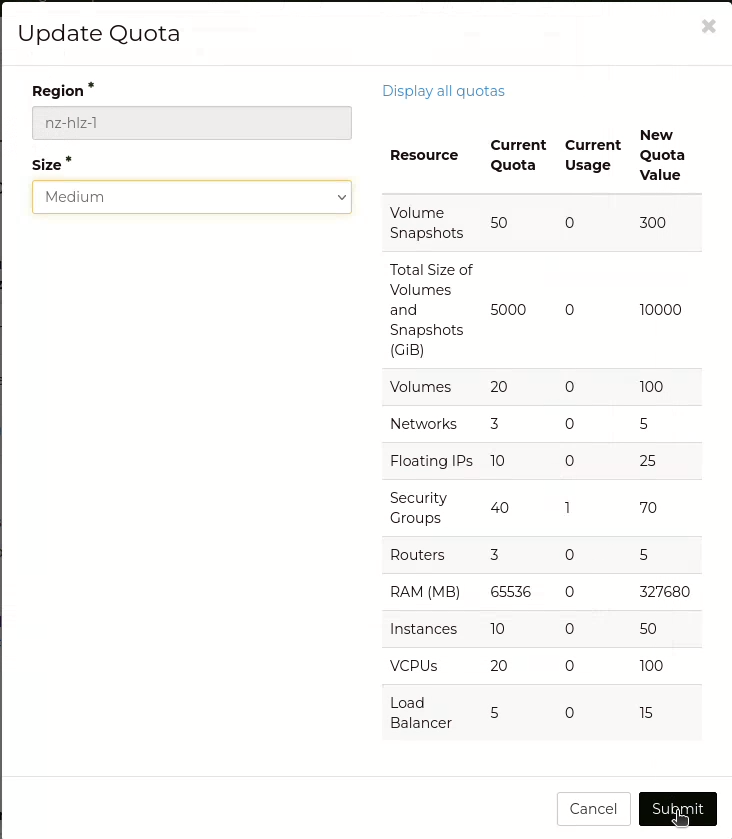 Update Quota
×
Region *
nz-hlz-1
Size *
Medium
Display all quotas
Resource
Current
Quota
Current
Usage
New
Quota
Value
Volume
Snapshots
50
0
300
Total Size of
Volumes
and
Snapshots
(GiB)
5000
0
10000
Volumes
20
0
100
Networks
3
0
5
Floating IPs
10
0
25
Security
Groups
40
1
70
Routers
3
0
5
RAM (MB)
65536
0
327680
Instances
10
0
50
VCPUs
20
0
100
Load
Balancer
5
0
15
Cancel
Submit